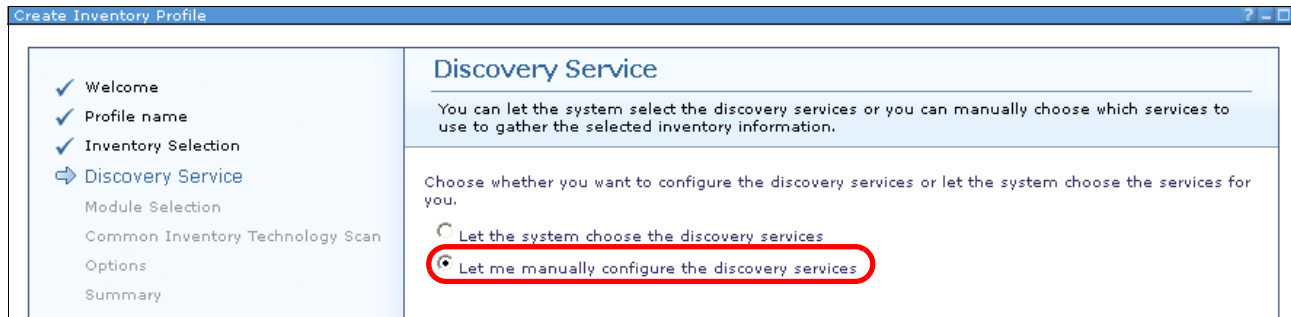 Create Inventory Profile
Welcome
Profile name
Inventory Selection
Discovery Service
Module Selection
Common Inventory Technology Scan
Options
Summary
Discovery Service
You can let the system select the discovery services or you can manually choose which services to
use to gather the selected inventory information.
Choose whether you want to configure the discovery services or let the system choose the services for
you.
Let the system choose the discovery services
Let me manually configure the discovery services